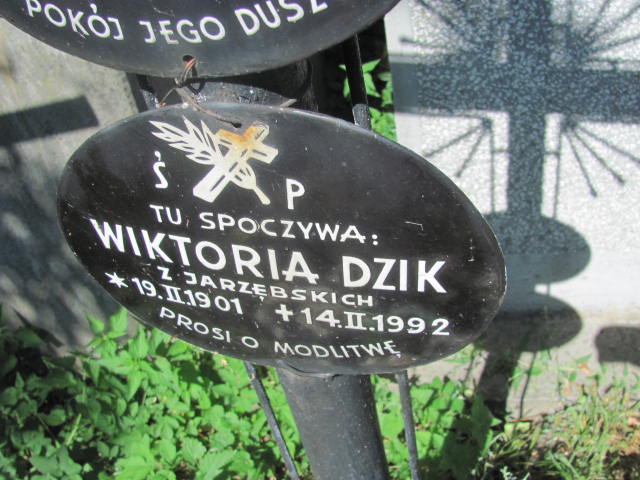 POKÓJ JEGO DUSZ
Ś P
TU SPOCZYWA:
WIKTORIA DZIK
Z JARZĘBSKICH
* 19.II.1901 + 14.II.1992
PROSI O MODLITWĘ